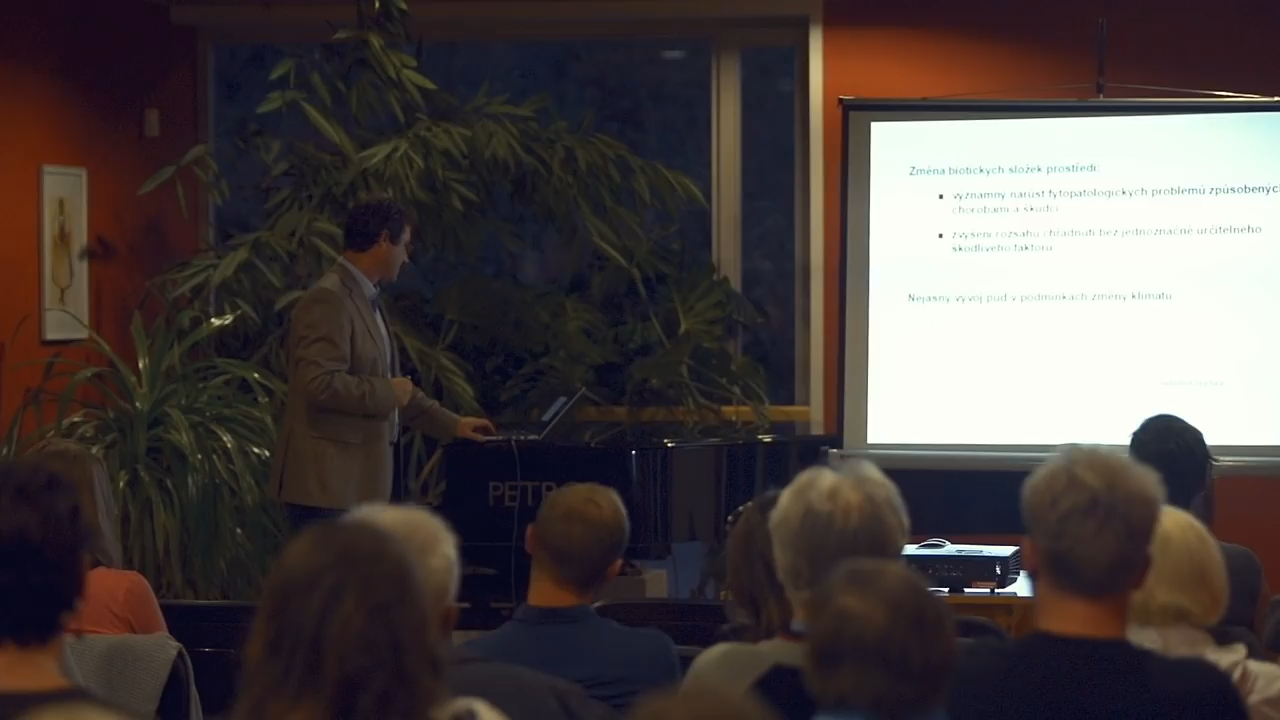 Změna biotických složek prostředí:
významný nárůst fytopatologických problémů způsobených
chorobami a škůdci
zvýšení rozsahu chřadnutí bez jednoznačně určitelného
škodlivého faktoru
Nejasný vývoj půd v podmínkách změny klimatu.
PETROF